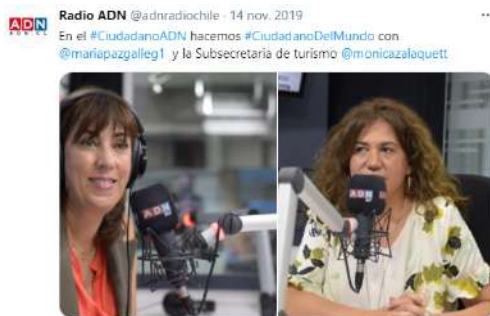 Radio ADN @adnradiochile · 14 nov. 2019
ADN
En el #CiudadanoADN hacemos #CiudadanoDelMundo con
@mariapazgalleg1 y la Subsecretaria de turismo @monicazalaquett
ADN
ADN